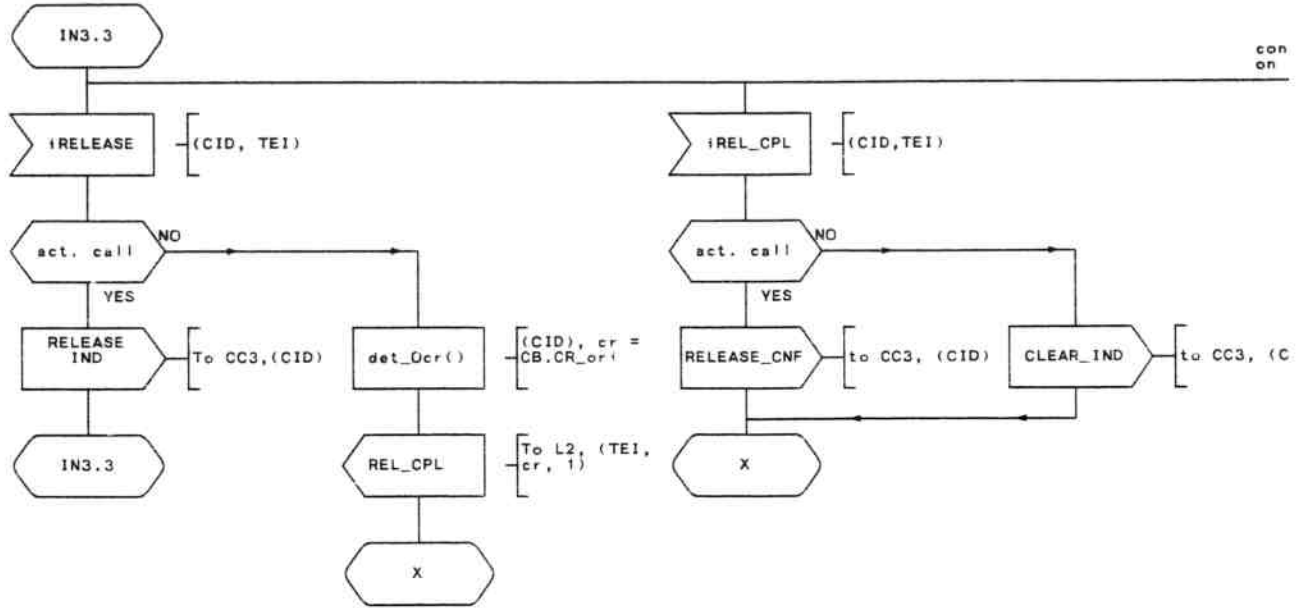 IN3.3
con
on
iRELEASE
(CID, TEI)
iREL_CPL
(CID,TEI)
act. call
NO
act. call
NO
YES
YES
RELEASE
IND
To CC3,(CID)
det_Ocr()
(CID), cr =
CB.CR_or(
RELEASE_CNF
to CC3, (CID)
CLEAR_IND
to CC3, (C
IN3.3
REL_CPL
To L2, (TEI,
cr, 1)
X
X